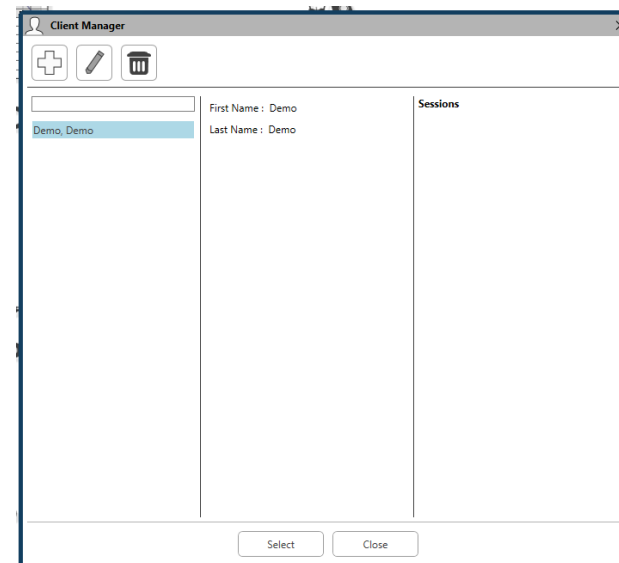 Client Manager
First Name : Demo
Last Name : Demo
Sessions
Demo, Demo
Select
Close